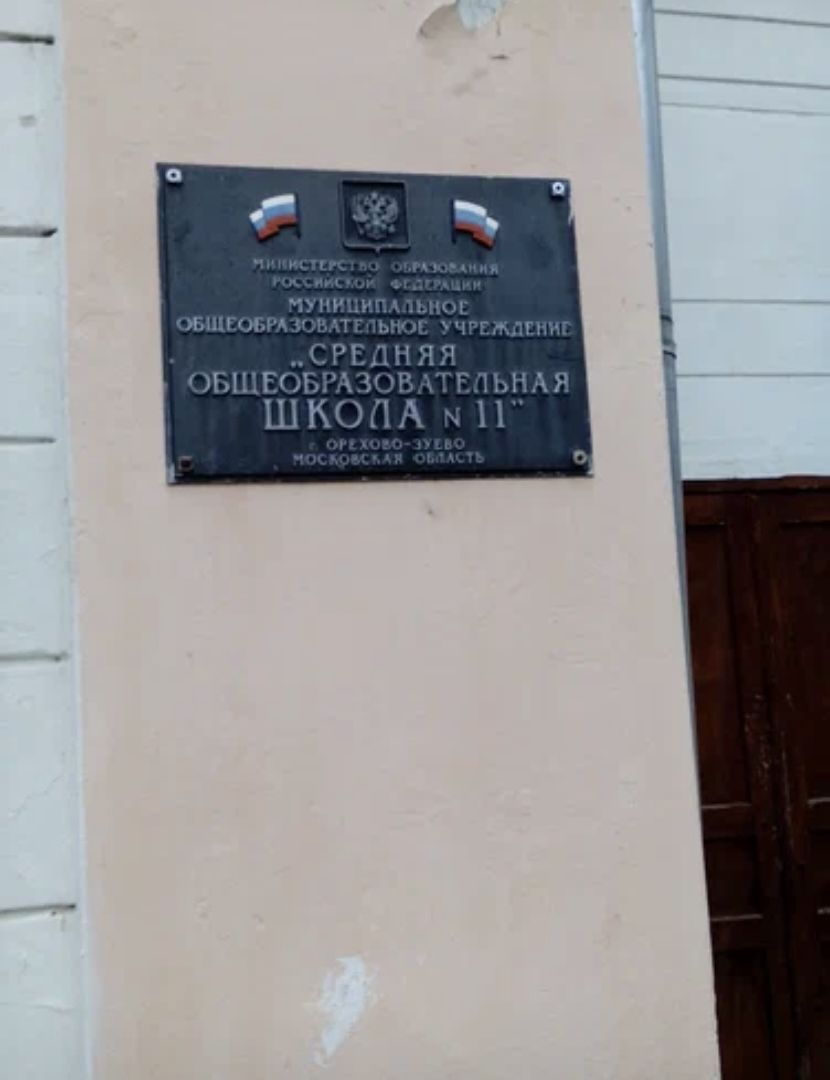 МИНИСТЕРСТВО ОБРАЗОВАНИЯ
РОССИЙСКОЙ ФЕДЕРАЦИИ
МУНИЦИПАЛЬНОЕ
ОБЩЕОБРАЗОВАТЕЛЬНОЕ УЧРЕЖДЕНИЕ
„СРЕДНЯЯ
ОБЩЕОБРАЗОВАТЕЛЬНАЯ
ШКОЛА N 11”
г. ОРЕХОВО-ЗУЕВО
МОСКОВСКАЯ ОБЛАСТЬ